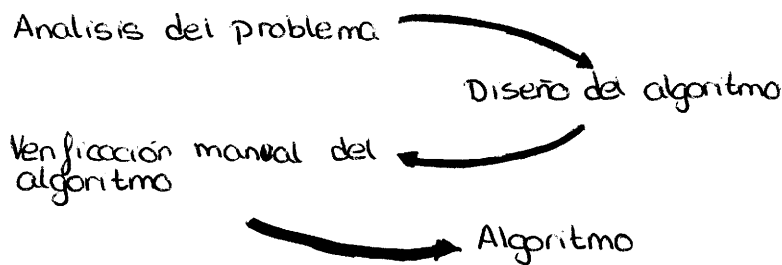 Analisis del problema
Diseño del algoritmo
Verificación manual del
algoritmo
Algoritmo